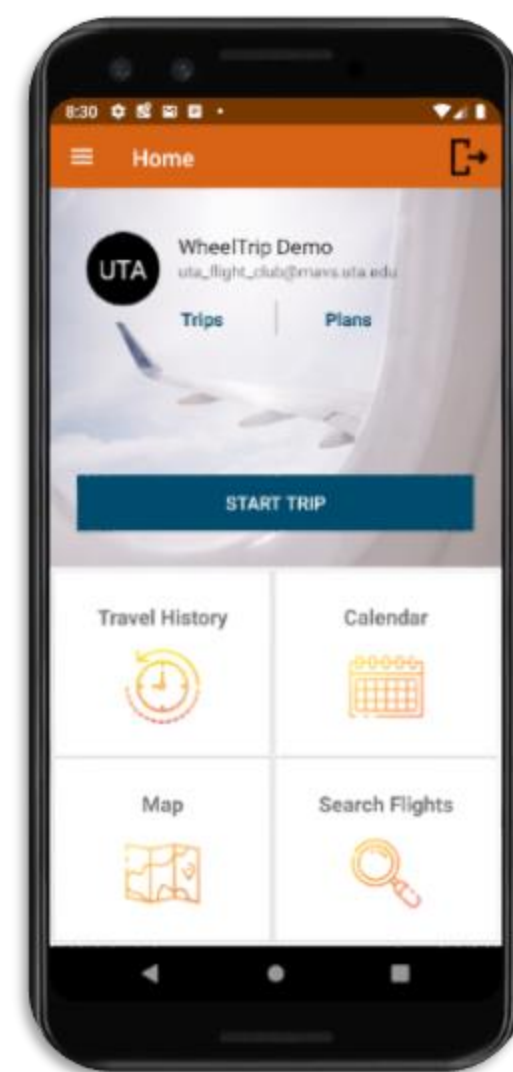 8:30
Home
UTA
WheelTrip Demo
uta_flight_club@mavs.uta.edu
Trips Plans
START TRIP
Travel History Calendar
Map Search Flights